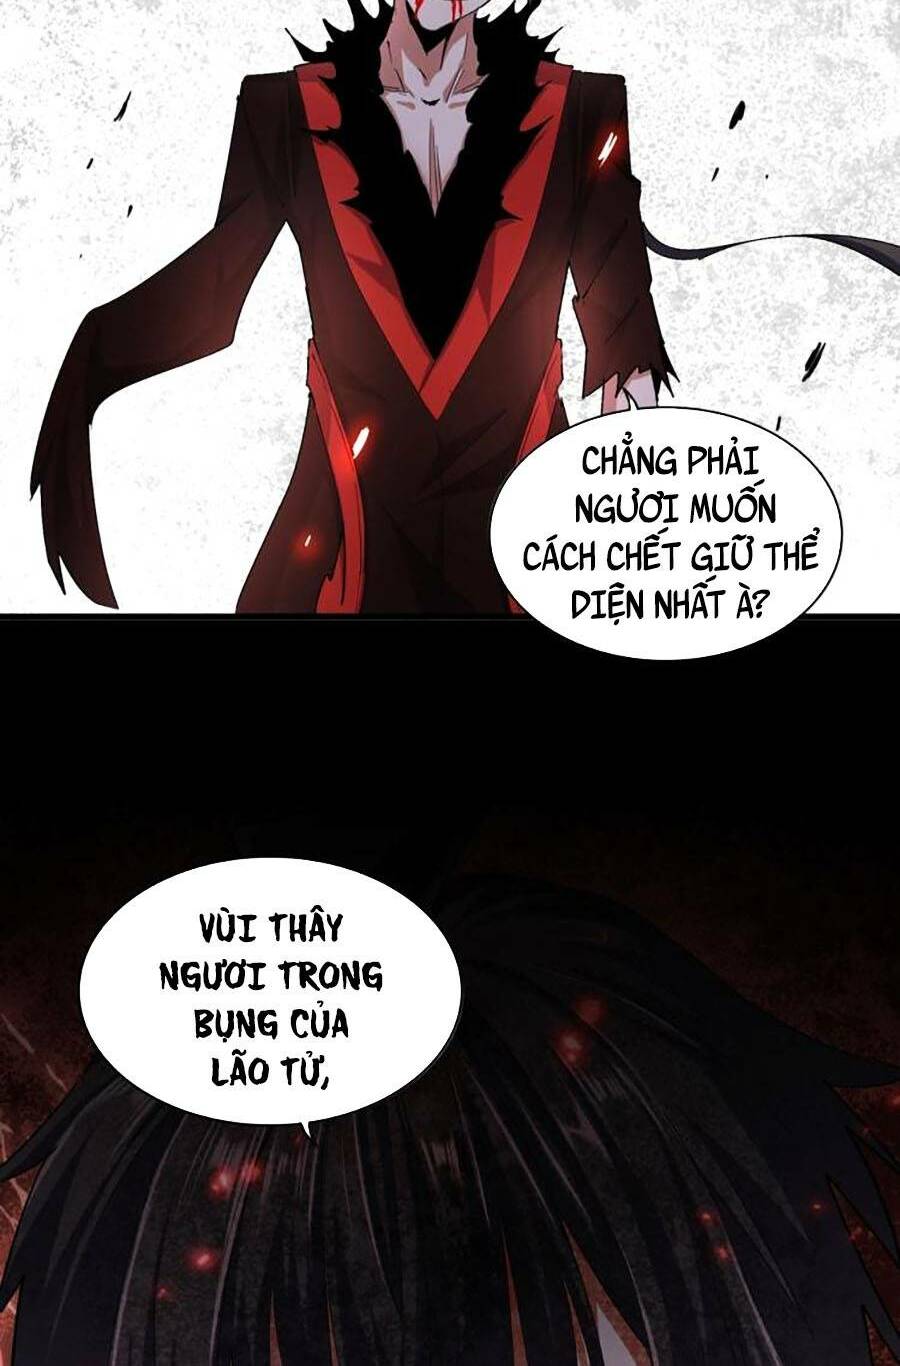 CHẲNG PHẢI
NGƯƠI MUỐN
CÁCH CHẾT GIỮ THỂ
DIỆN NHẤT À?
VÙI THÂY
NGƯƠI TRONG
BỤNG CỦA
LÃO TỬ,